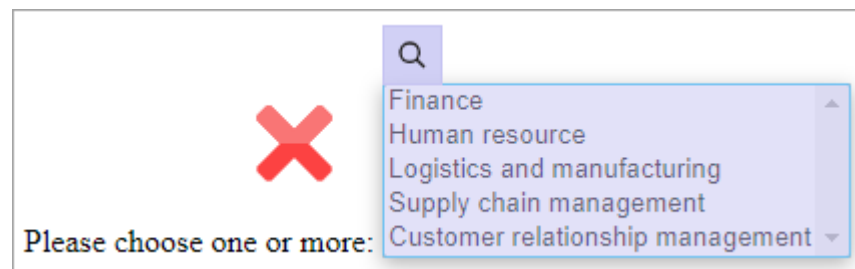 Finance
Human resource
Logistics and manufacturing
Supply chain management
Please choose one or more: Customer relationship management